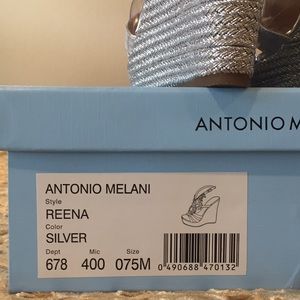 ANTONIO M
ANTONIO MELANI
Style
REENA
Color
SILVER
Dept Mic Size
678 400 075M
0 490688 470132